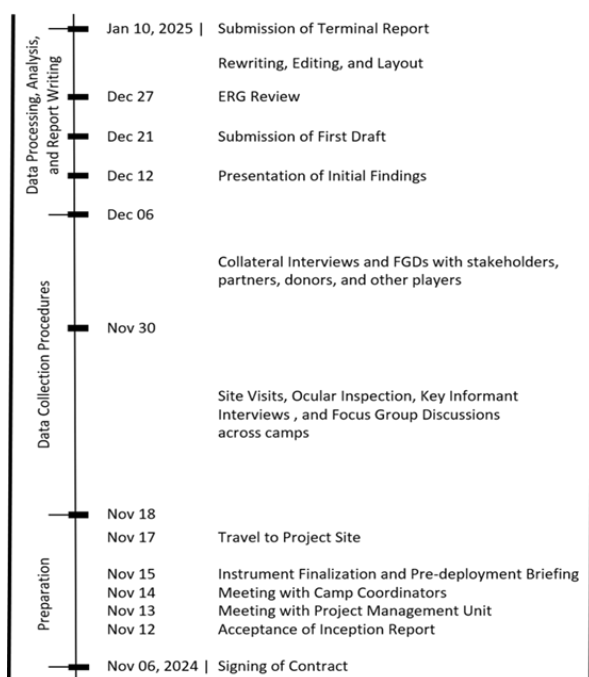 Data Processing, Analysis,
and Report Writing
Jan 10, 2025 | Submission of Terminal Report
Rewriting, Editing, and Layout
Dec 27 ERG Review
Dec 21 Submission of First Draft
Dec 12 Presentation of Initial Findings
Dec 06
Data Collection Procedures
Collateral Interviews and FGDs with stakeholders,
partners, donors, and other players
Nov 30
Site Visits, Ocular Inspection, Key Informant
Interviews , and Focus Group Discussions
across camps
Nov 18
Preparation
Nov 17 Travel to Project Site
Nov 15 Instrument Finalization and Pre-deployment Briefing
Nov 14 Meeting with Camp Coordinators
Nov 13 Meeting with Project Management Unit
Nov 12 Acceptance of Inception Report
Nov 06, 2024 | Signing of Contract